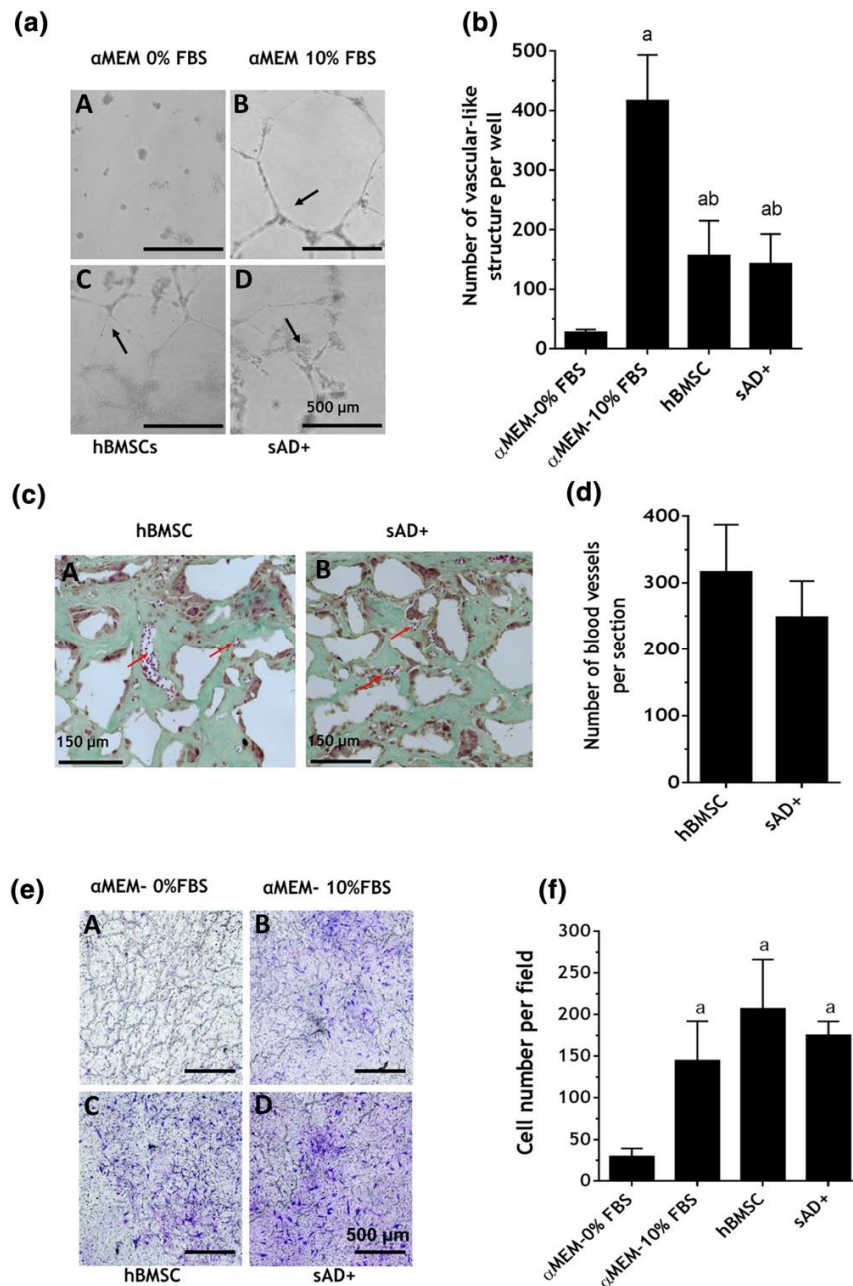 (a)
αMEM 0% FBS αMEM 10% FBS
A B
C D
500 µm
hBMSCs sAD+
(b)
Number of vascular-like
structure per well
500
400
300
200
100
0
a
ab ab
αMEM-0% FBS
αMEM-10% FBS
hBMSC
sAD+
(c)
hBMSC sAD+
A B
150 µm 150 µm
(d)
Number of blood vessels
per section
400
300
200
100
0
hBMSC
sAD+
(e)
αMEM- 0%FBS αMEM- 10%FBS
A B
C D
500 µm
hBMSC sAD+
(f)
Cell number per field
300
250
200
150
100
50
0
a a a
αMEM-0% FBS
αMEM-10% FBS
hBMSC
sAD+